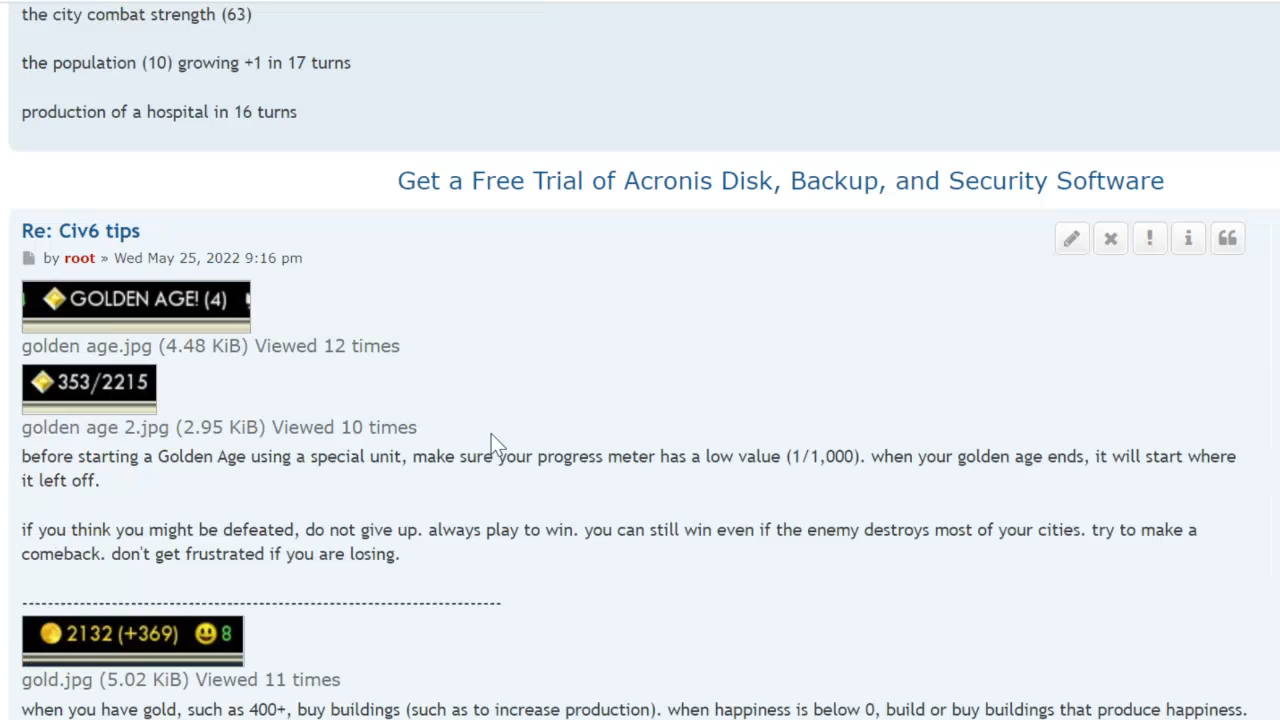 the city combat strength (63)
the population (10) growing +1 in 17 turns
production of a hospital in 16 turns
Get a Free Trial of Acronis Disk, Backup, and Security Software
Re: Civ6 tips
by root » Wed May 25, 2022 9:16 pm
GOLDEN AGE! (4)
golden age.jpg (4.48 KiB) Viewed 12 times
353/2215
golden age 2.jpg (2.95 KiB) Viewed 10 times
before starting a Golden Age using a special unit, make sure your progress meter has a low value (1/1,000). when your golden age ends, it will start where
it left off.
if you think you might be defeated, do not give up. always play to win. you can still win even if the enemy destroys most of your cities. try to make a
comeback. don't get frustrated if you are losing.
---------------------------------------------------------------------------
2132 (+369) 8
gold.jpg (5.02 KiB) Viewed 11 times
when you have gold, such as 400+, buy buildings (such as to increase production). when happiness is below 0, build or buy buildings that produce happiness.